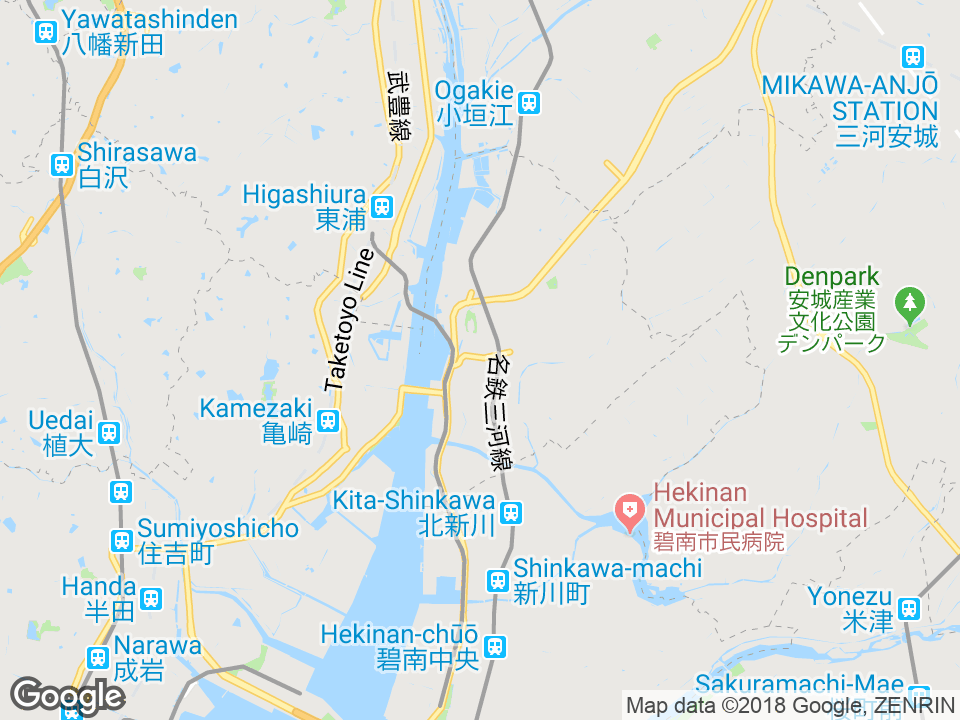 Yawatashinden
八幡新田
MIKAWA-ANJŌ
STATION
三河安城
武豊線
Ogakie
小垣江
Shirasawa
白沢
Higashiura
東浦
Taketoyo Line
Denpark
安城産業
文化公園
デンパーク
名鉄三河線
Kamezaki
亀崎
Uedai
植大
Kita-Shinkawa
北新川
Hekinan
Municipal Hospital
碧南市民病院
Sumiyoshicho
住吉町
Shinkawa-machi
新川町
Handa
半田
Yonezu
米津
Hekinan-chūō
碧南中央
Narawa
成岩
Sakuramachi-Mae
Google
Map data ©2018 Google, ZENRIN